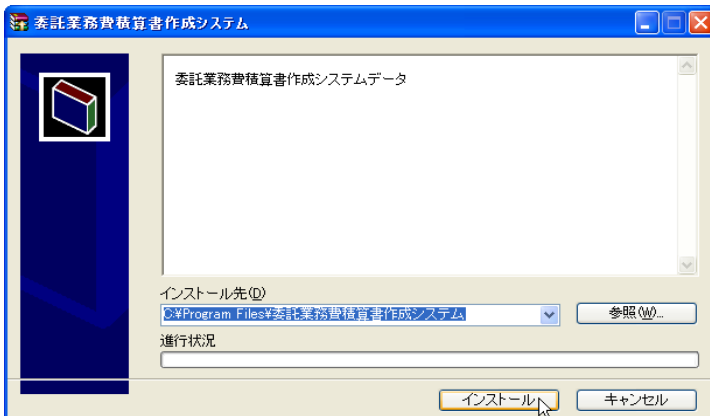 委託業務費積算書作成システム
委託業務費積算書作成システムデータ
インストール先(D)
C:¥Program Files¥委託業務費積算書作成システム
参照(W)...
進行状況
インストール
キャンセル